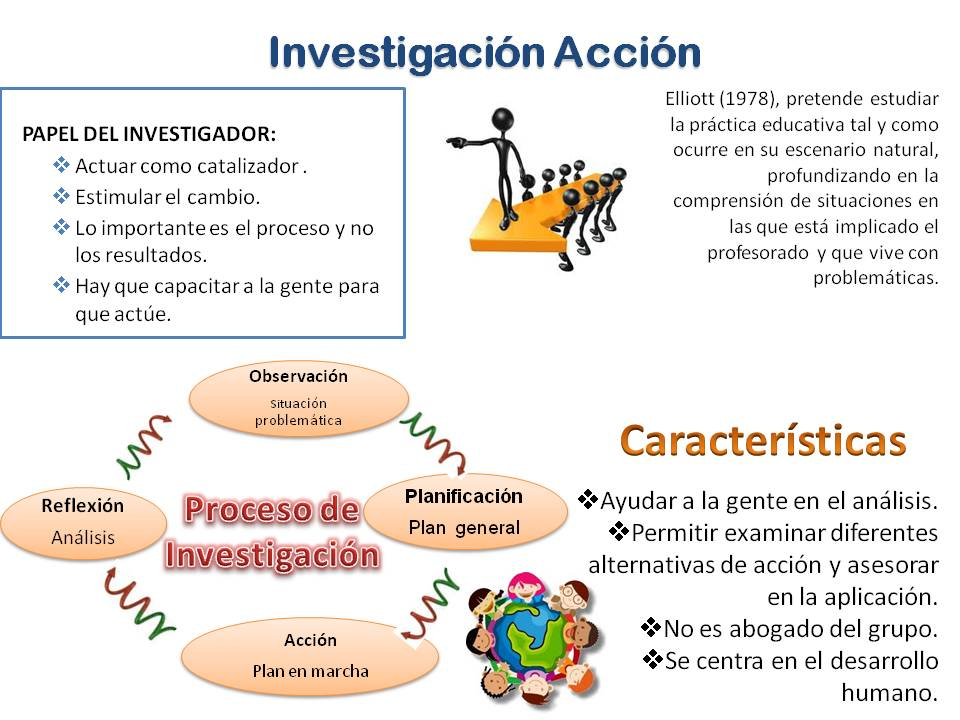 Investigación Acción
PAPEL DEL INVESTIGADOR:
❖ Actuar como catalizador .
❖ Estimular el cambio.
❖ Lo importante es el proceso y no
los resultados.
❖ Hay que capacitar a la gente para
que actúe.
Elliott (1978), pretende estudiar
la práctica educativa tal y como
ocurre en su escenario natural,
profundizando en la
comprensión de situaciones en
las que está implicado el
profesorado y que vive con
problemáticas.
Observación
Situación
problemática
Planificación
Plan general
Acción
Plan en marcha
Reflexión
Análisis
Proceso de
Investigación
Características
❖Ayudar a la gente en el análisis.
❖Permitir examinar diferentes
alternativas de acción y asesorar
en la aplicación.
❖No es abogado del grupo.
❖Se centra en el desarrollo
humano.